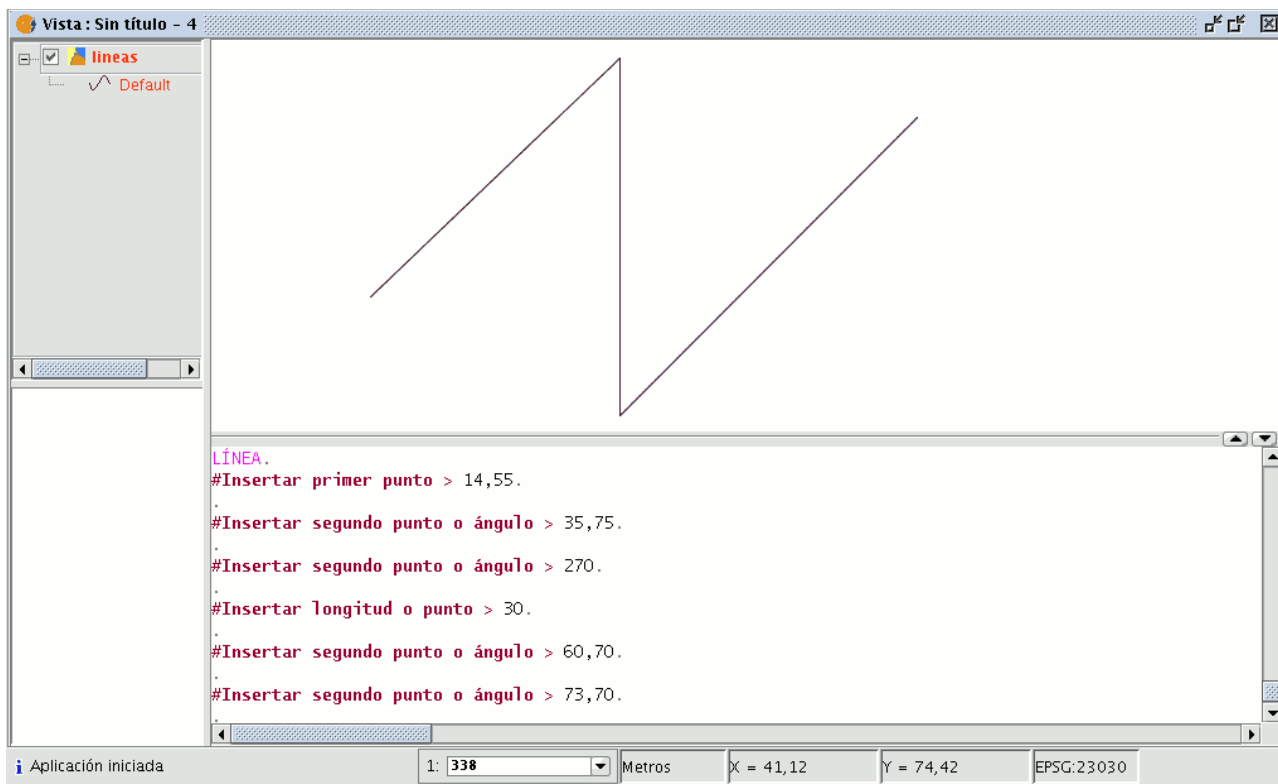 Vista : Sin título - 4
lineas
Default
LÍNEA.
#Insertar primer punto > 14,55.
.
#Insertar segundo punto o ángulo > 35,75.
.
#Insertar segundo punto o ángulo > 270.
.
#Insertar longitud o punto > 30.
.
#Insertar segundo punto o ángulo > 60,70.
.
#Insertar segundo punto o ángulo > 73,70.
.
Aplicación iniciada
1: 338
Metros
X = 41,12
Y = 74,42
EPSG:23030